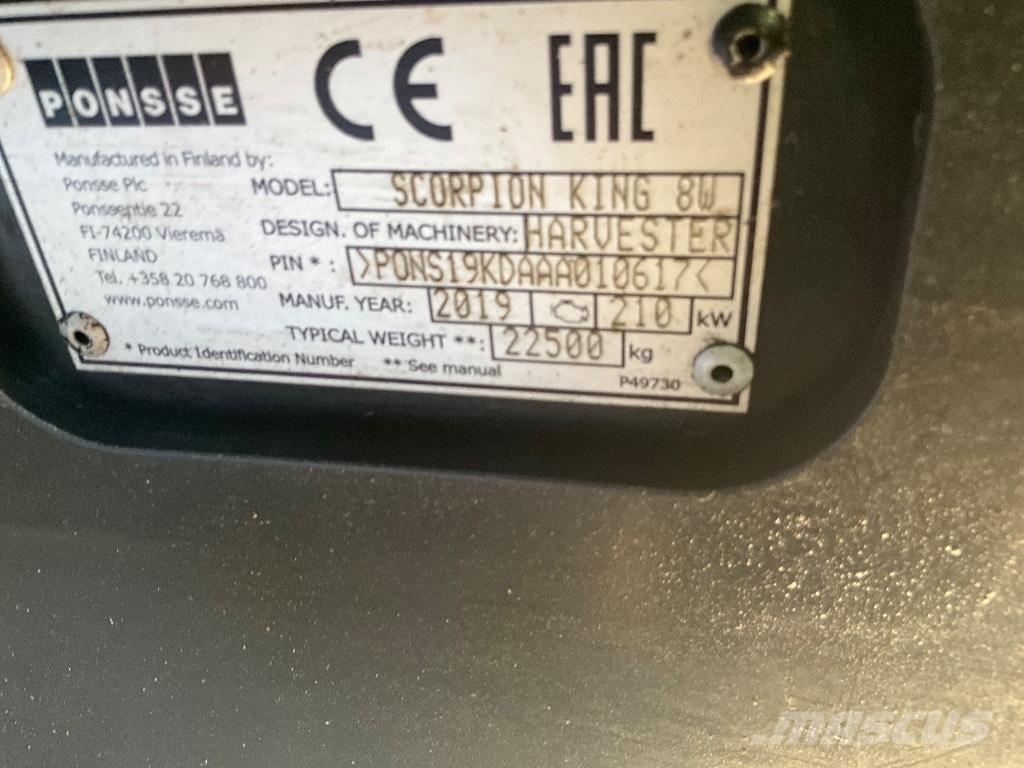 PONSSE CE EAC
Manufactured in Finland by:
Ponsse Plc
Ponssentie 22
FI-74200 Vieremä
FINLAND
Tel. +358 20 768 800
www.ponsse.com
MODEL: SCORPION KING 8W
DESIGN. OF MACHINERY: HARVESTER
PIN * : >PONS19KDAAA010617<
MANUF. YEAR: 2019 210 kW
TYPICAL WEIGHT **: 22500 kg
* Product Identification Number ** See manual
P49730
mascus